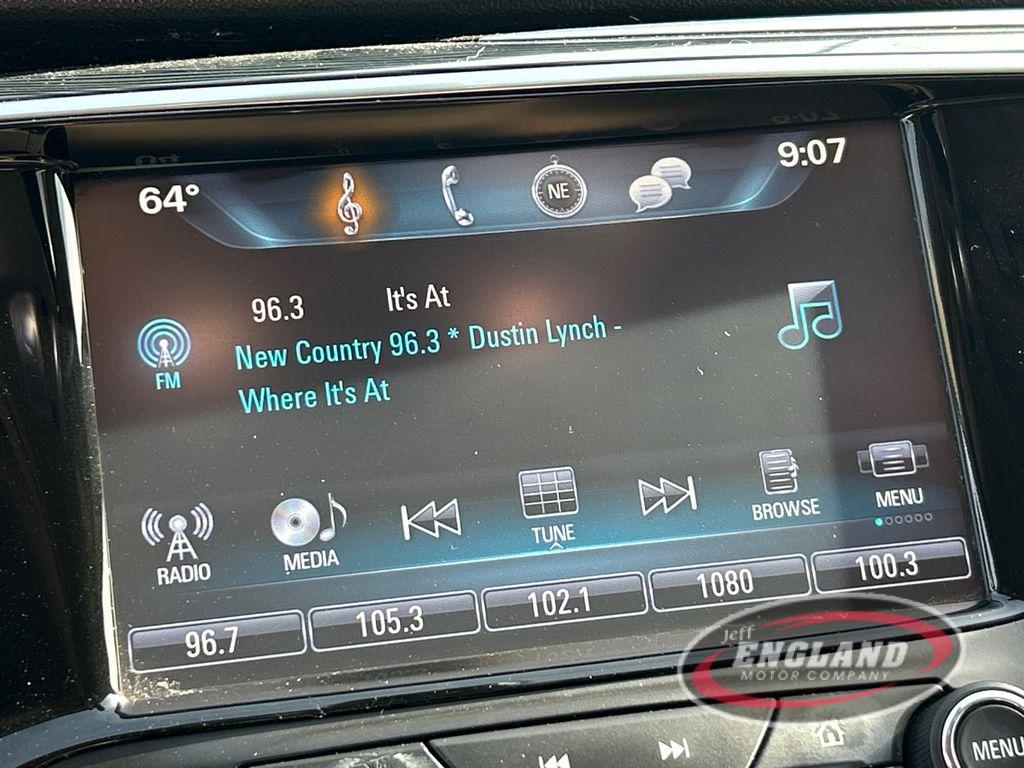 64°
NE
9:07
96.3 It's At
FM
New Country 96.3 * Dustin Lynch -
Where It's At
RADIO
MEDIA
TUNE
BROWSE
MENU
96.7
105.3
102.1
1080
100.3
Jeff
ENGLAND
MOTOR COMPANY
MENU